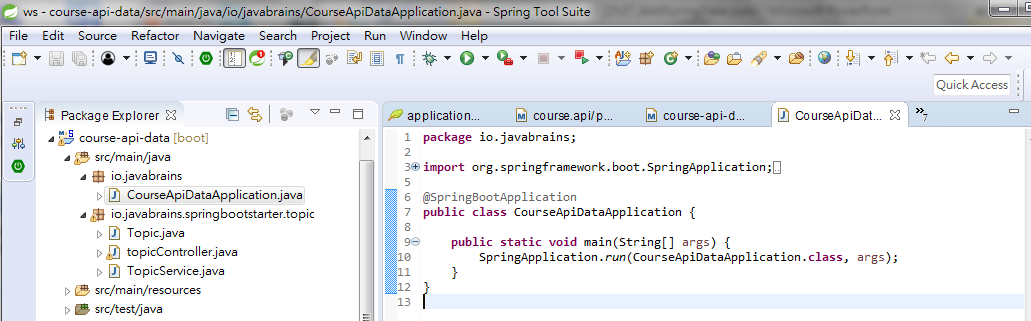 ws - course-api-data/src/main/java/io/javabrains/CourseApiDataApplication.java - Spring Tool Suite
File Edit Source Refactor Navigate Search Project Run Window Help
Quick Access
Package Explorer
course-api-data [boot]
src/main/java
io.javabrains
CourseApiDataApplication.java
io.javabrains.springbootstarter.topic
Topic.java
topicController.java
TopicService.java
src/main/resources
src/test/java
application... course.api/p... course-api-d... CourseApiDat... »7
1 package io.javabrains;
2
3 import org.springframework.boot.SpringApplication;
6 @SpringBootApplication
7 public class CourseApiDataApplication {
8
9 public static void main(String[] args) {
10 SpringApplication.run(CourseApiDataApplication.class, args);
11 }
12 }
13